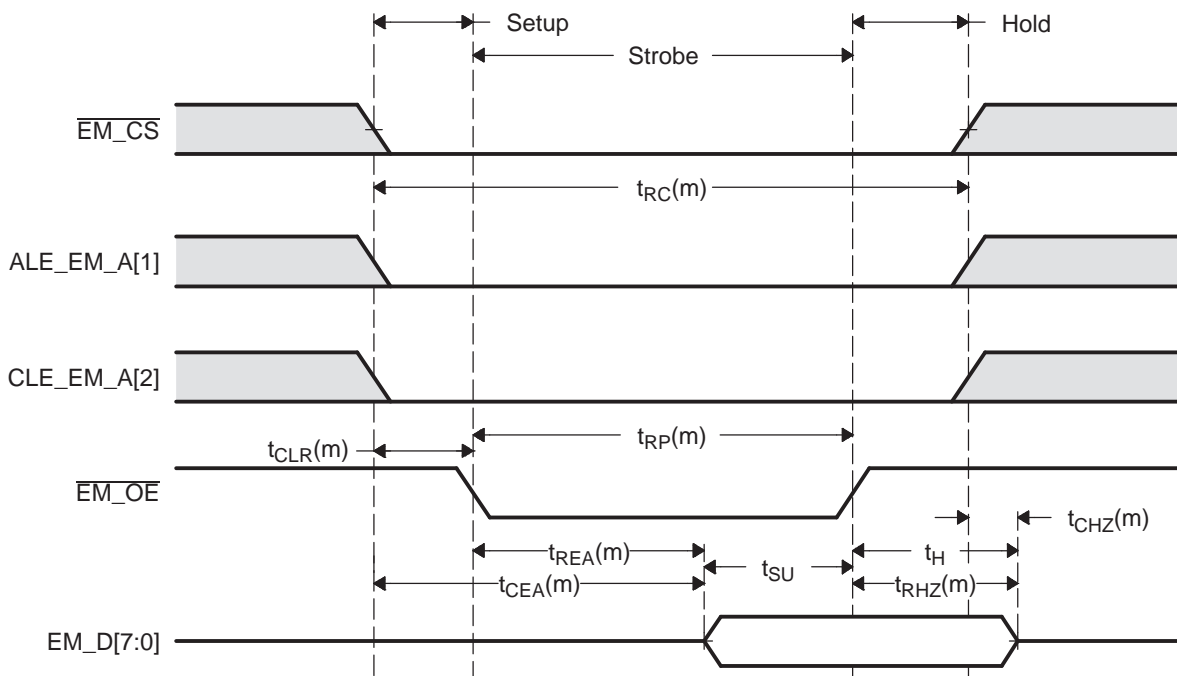 Setup
Hold
Strobe
EM_CS
tRC(m)
ALE_EM_A[1]
CLE_EM_A[2]
tRP(m)
tCLR(m)
EM_OE
tCHZ(m)
tREA(m)
tH
tSU
tCEA(m)
tRHZ(m)
EM_D[7:0]